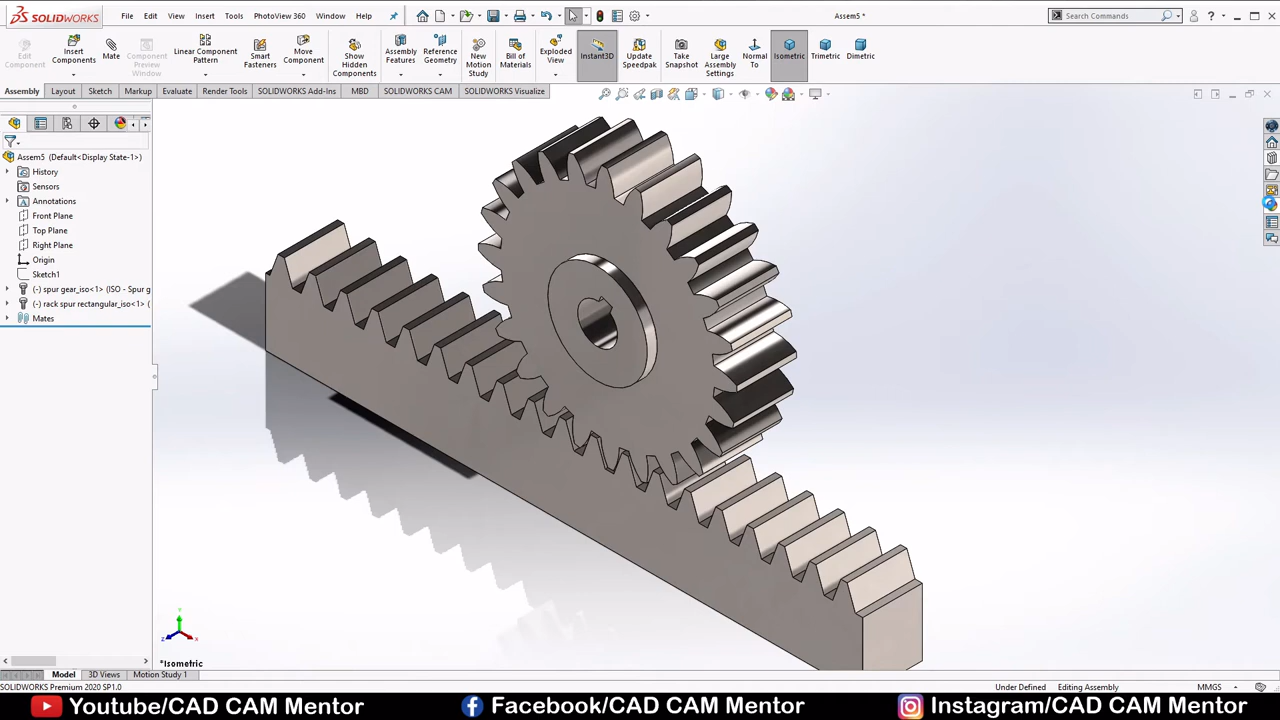 SOLIDWORKS File Edit View Insert Tools PhotoView 360 Window Help Assem5 * Search Commands
Edit Component
Insert Components
Mate
Component Preview Window
Linear Component Pattern
Smart Fasteners
Move Component
Show Hidden Components
Assembly Features
Reference Geometry
New Motion Study
Bill of Materials
Exploded View
Instant3D
Update Speedpak
Take Snapshot
Large Assembly Settings
Normal To
Isometric
Trimetric
Dimetric
Assembly Layout Sketch Markup Evaluate Render Tools SOLIDWORKS Add-Ins MBD SOLIDWORKS CAM SOLIDWORKS Visualize
Assem5 (Default<Display State-1>)
History
Sensors
Annotations
Front Plane
Top Plane
Right Plane
Origin
Sketch1
(-) spur gear_iso<1> (ISO - Spur g
(-) rack spur rectangular_iso<1> (
Mates
Y
Z X
*Isometric
Model 3D Views Motion Study 1
SOLIDWORKS Premium 2020 SP1.0 Under Defined Editing Assembly MMGS
Youtube/CAD CAM Mentor Facebook/CAD CAM Mentor Instagram/CAD CAM Mentor